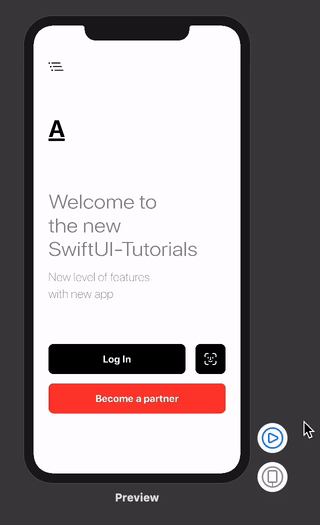 A
Welcome to
the new
SwiftUI-Tutorials
New level of features
with new app
Log In
Become a partner
Preview